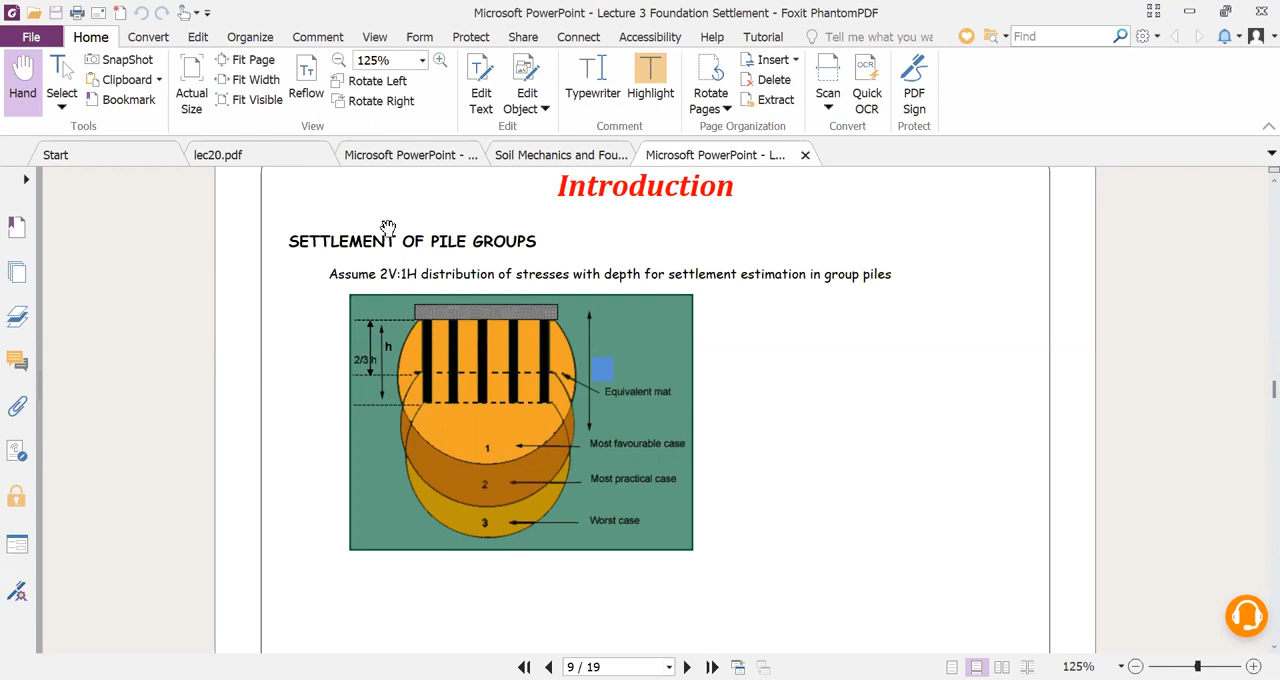 Microsoft PowerPoint - Lecture 3 Foundation Settlement - Foxit PhantomPDF
File Home Convert Edit Organize Comment View Form Protect Share Connect Accessibility Help Tutorial Tell me what you wa Find
Hand
Select
SnapShot
Clipboard
Bookmark
Tools
Actual Size
Fit Page
Fit Width
Fit Visible
Reflow
125%
Rotate Left
Rotate Right
View
Edit Text
Edit Object
Edit
Typewriter
Highlight
Comment
Rotate Pages
Insert
Delete
Extract
Page Organization
Scan
Quick OCR
Convert
PDF Sign
Protect
Start lec20.pdf Microsoft PowerPoint - ... Soil Mechanics and Fou... Microsoft PowerPoint - L...
Introduction
SETTLEMENT OF PILE GROUPS
Assume 2V:1H distribution of stresses with depth for settlement estimation in group piles
h
2/3 h
Equivalent mat
1
Most favourable case
2
Most practical case
3
Worst case
9 / 19
125%